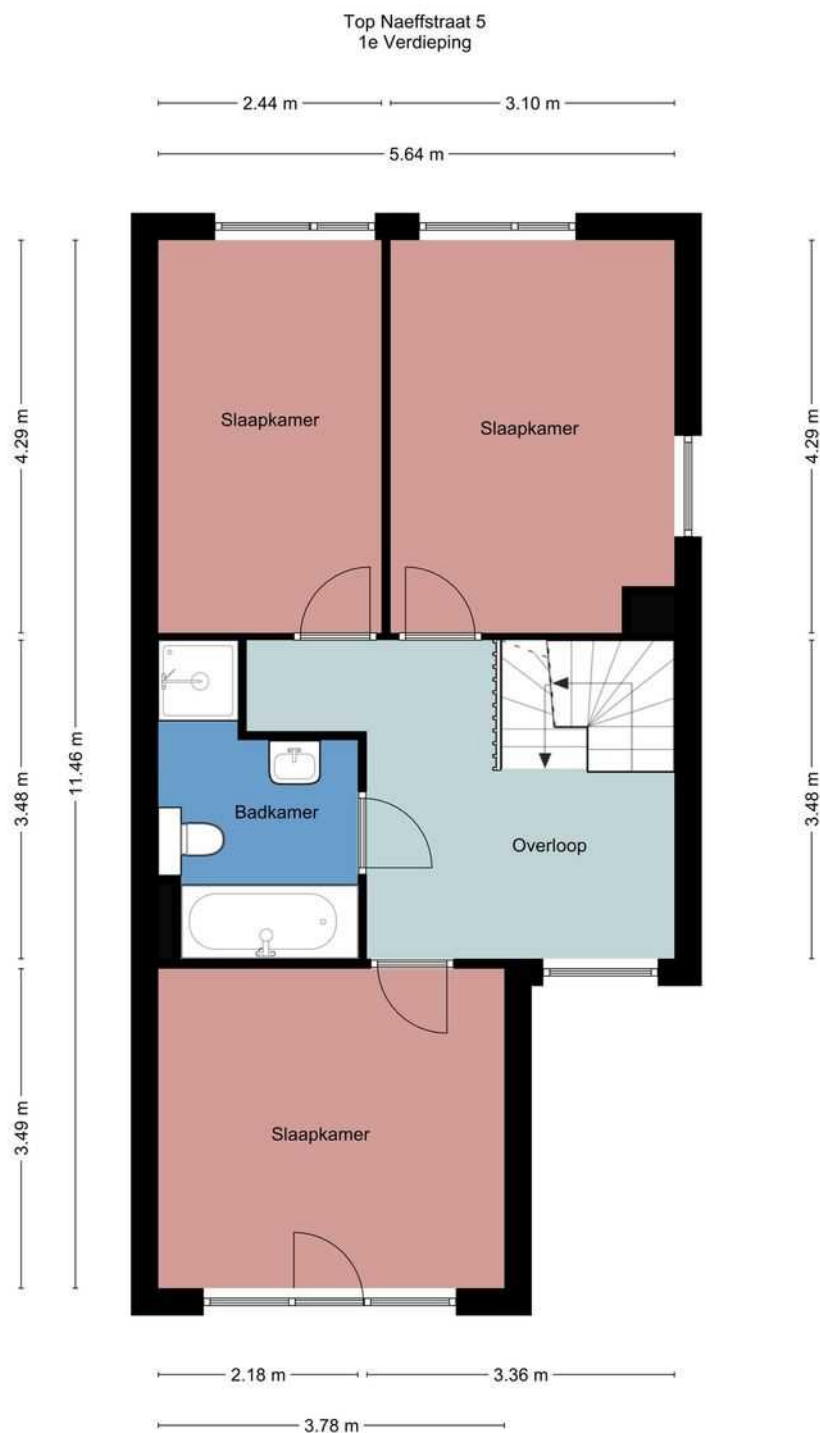 Top Naeffstraat 5
1e Verdieping
2.44 m
3.10 m
5.64 m
4.29 m
11.46 m
3.48 m
3.49 m
4.29 m
3.48 m
Slaapkamer
Slaapkamer
Badkamer
Overloop
Slaapkamer
2.18 m
3.36 m
3.78 m